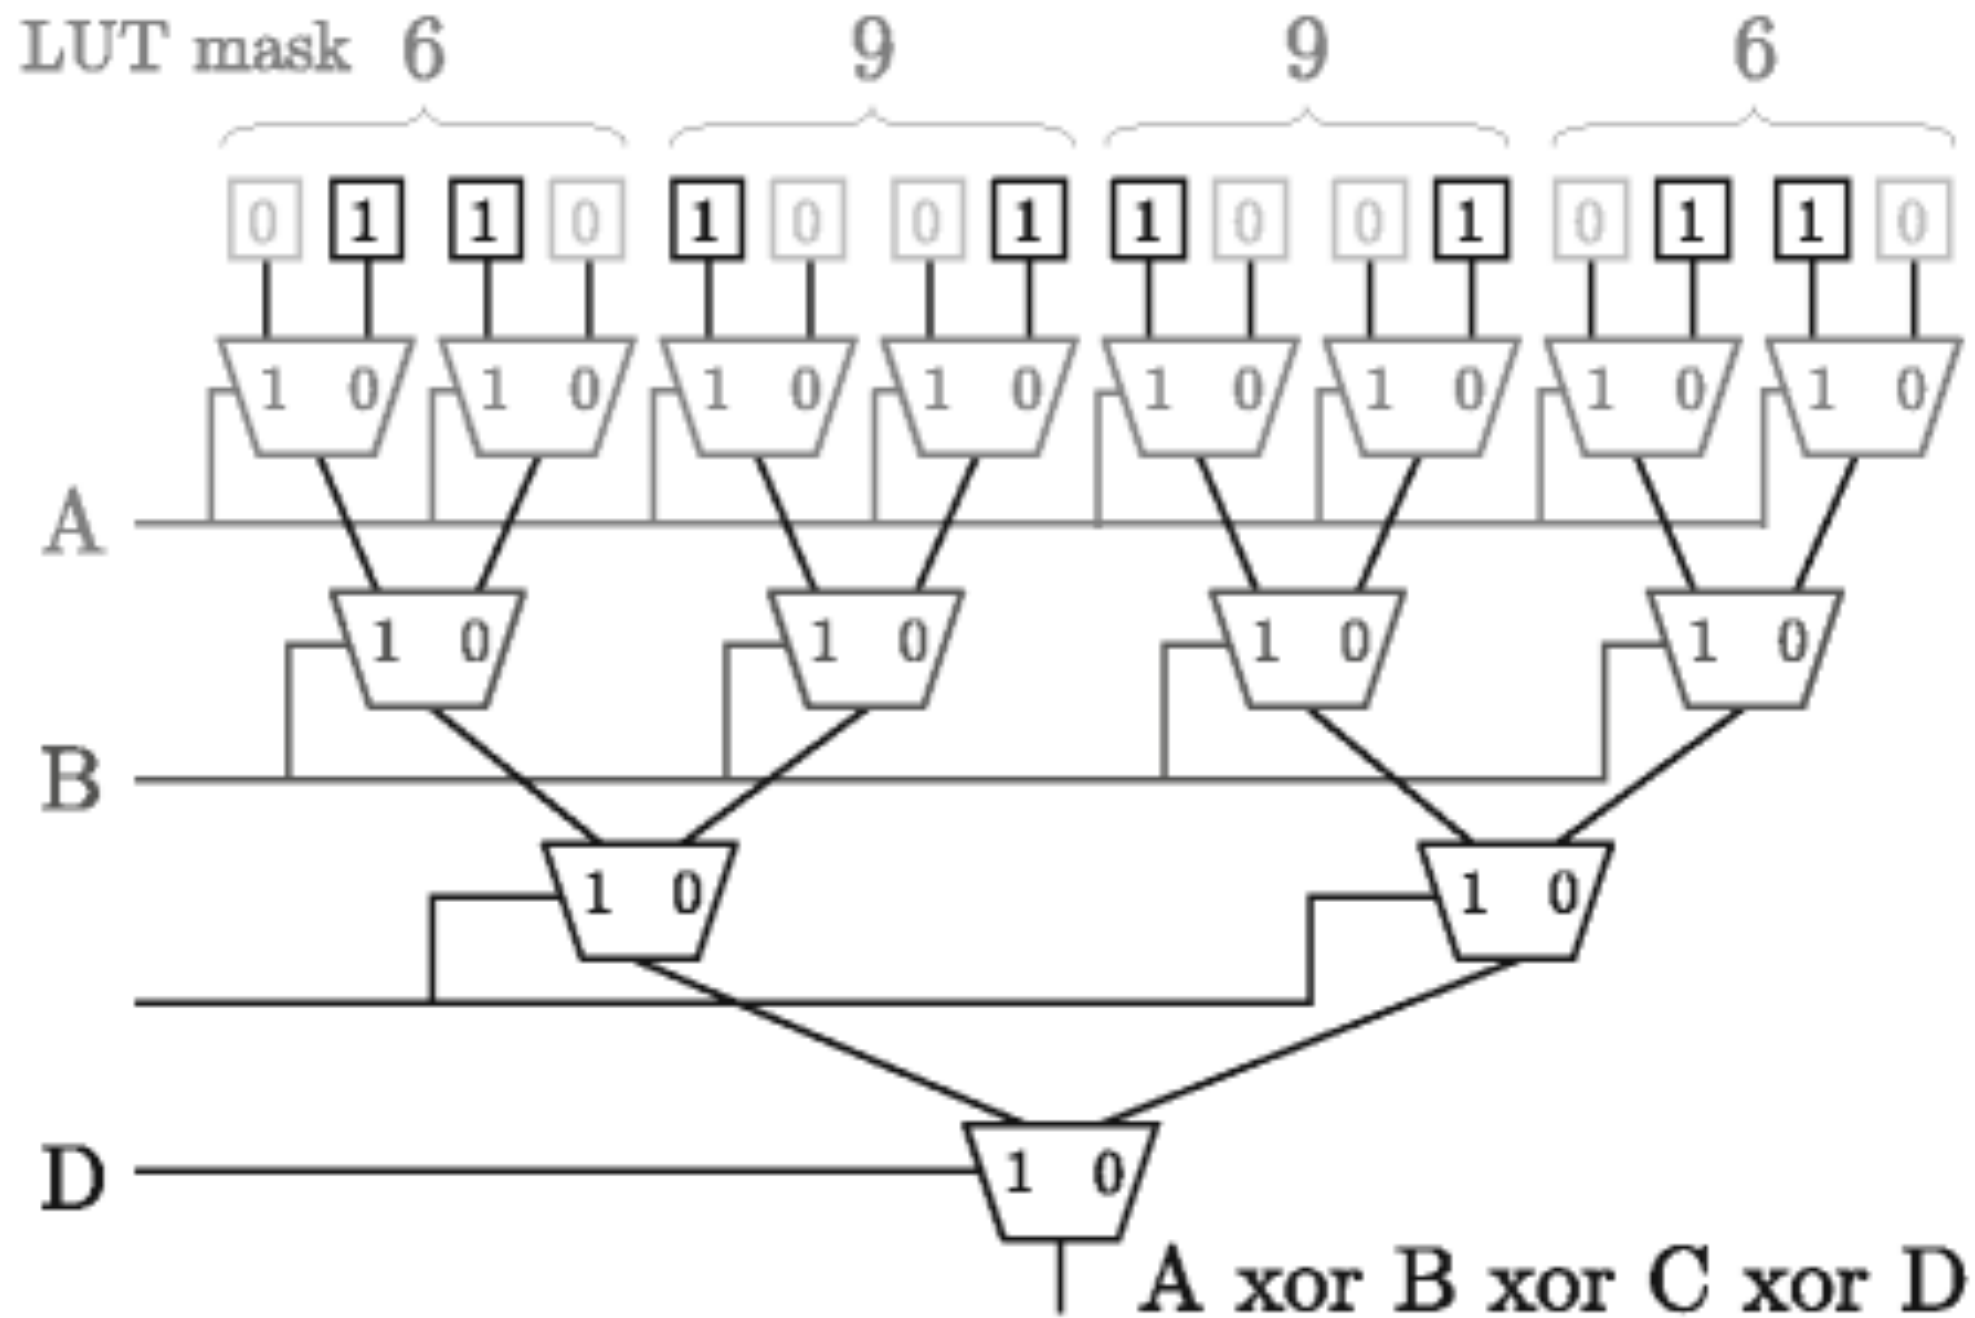 LUT mask 6 9 9 6
0 1 1 0 1 0 0 1 1 0 0 1 0 1 1 0
1 0 1 0 1 0 1 0 1 0 1 0 1 0 1 0
A
1 0 1 0 1 0 1 0
B
1 0 1 0
D 1 0
A xor B xor C xor D